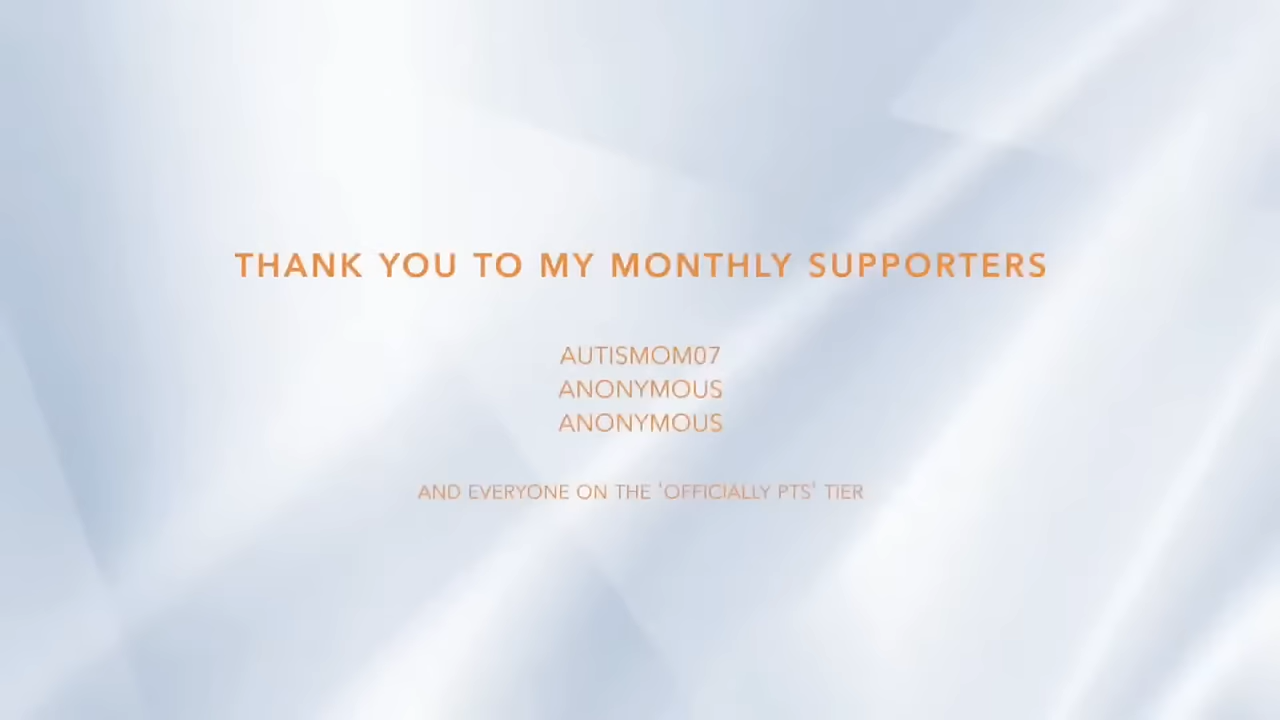 THANK YOU TO MY MONTHLY SUPPORTERS
AUTISMOM07
ANONYMOUS
ANONYMOUS
AND EVERYONE ON THE 'OFFICIALLY PTS' TIER